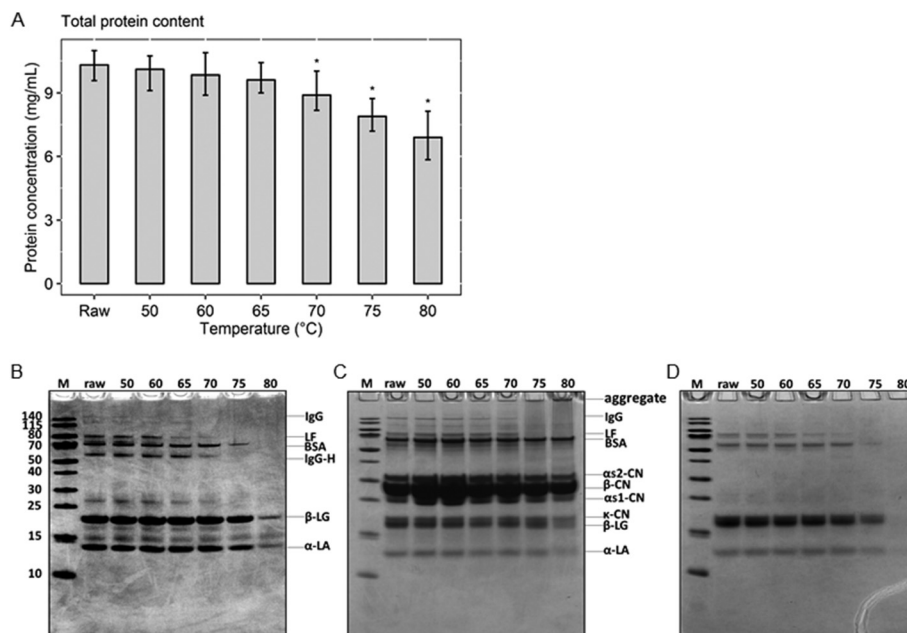 A
Total protein content
Protein concentration (mg/mL)
9
6
3
0
* * *
Raw 50 60 65 70 75 80
Temperature (°C)
B
M raw 50 60 65 70 75 80
140
115
80
70
50
40
30
25
15
10
IgG
LF
BSA
IgG-H
β-LG
α-LA
C
M raw 50 60 65 70 75 80
aggregate
IgG
LF
BSA
αs2-CN
β-CN
αs1-CN
κ-CN
β-LG
α-LA
D
M raw 50 60 65 70 75 80